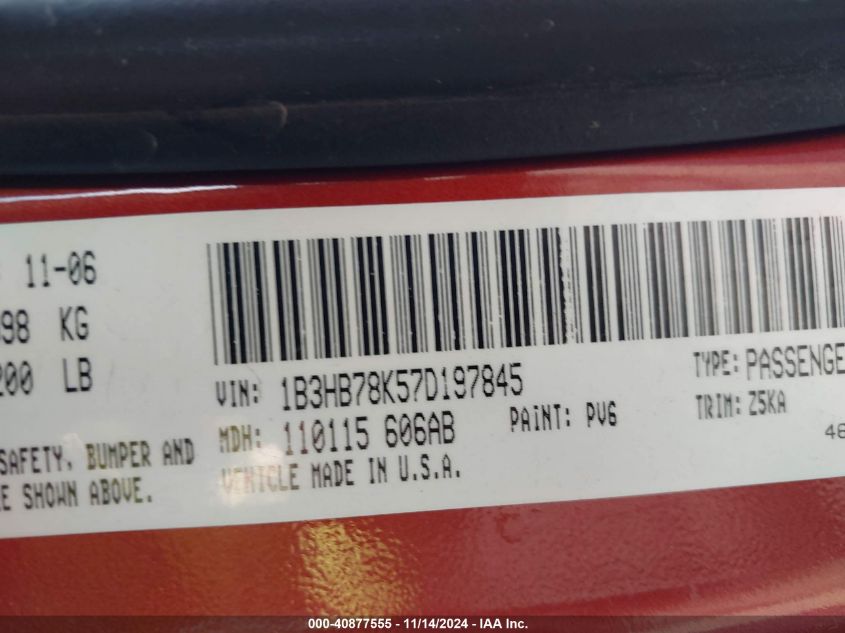 11-06
98 KG
200 LB
SAFETY, BUMPER AND
E SHOWN ABOVE.
VIN: 1B3HB78K57D197845
MDH: 110115 606AB
VEHICLE MADE IN U.S.A.
PAINT: PV6
TYPE: PASSENGE
TRIM: Z5KA
46
000-40877555 - 11/14/2024 - IAA Inc.